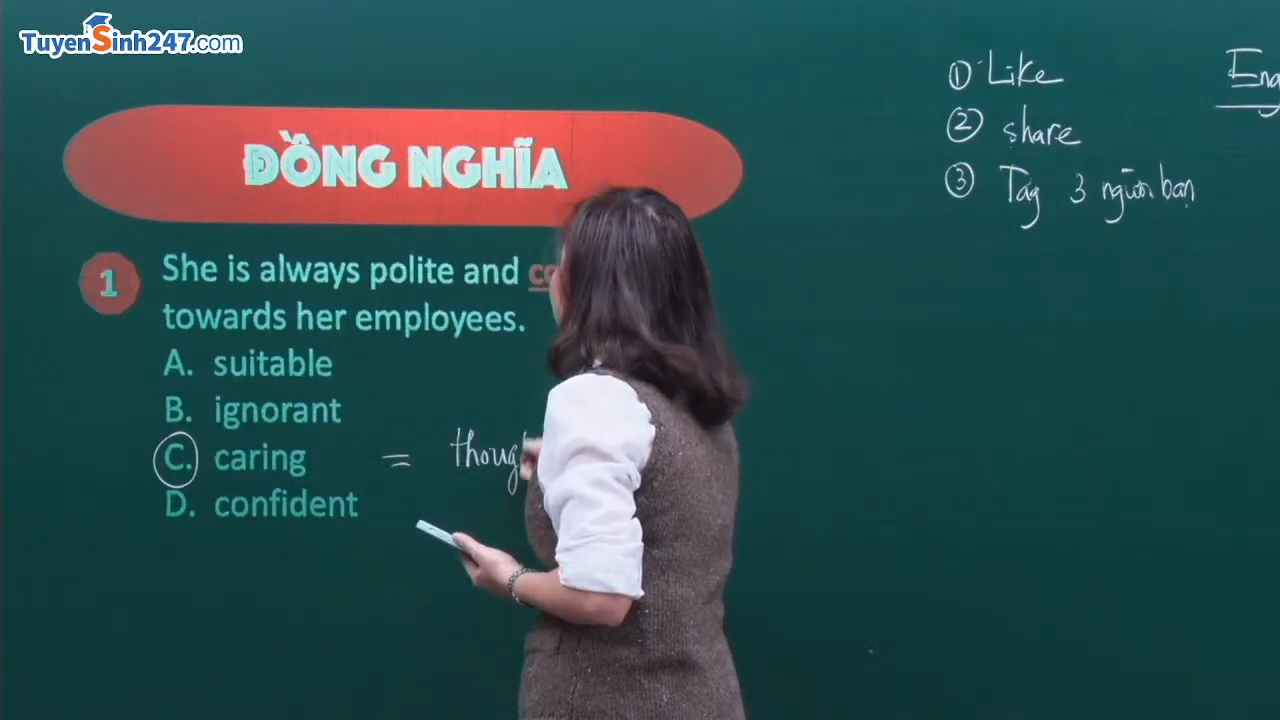 TuyenSinh247.com
ĐỒNG NGHĨA
1
She is always polite and
towards her employees.
A. suitable
B. ignorant
C. caring =
D. confident
① Like
② share
③ Tag 3 người bạn